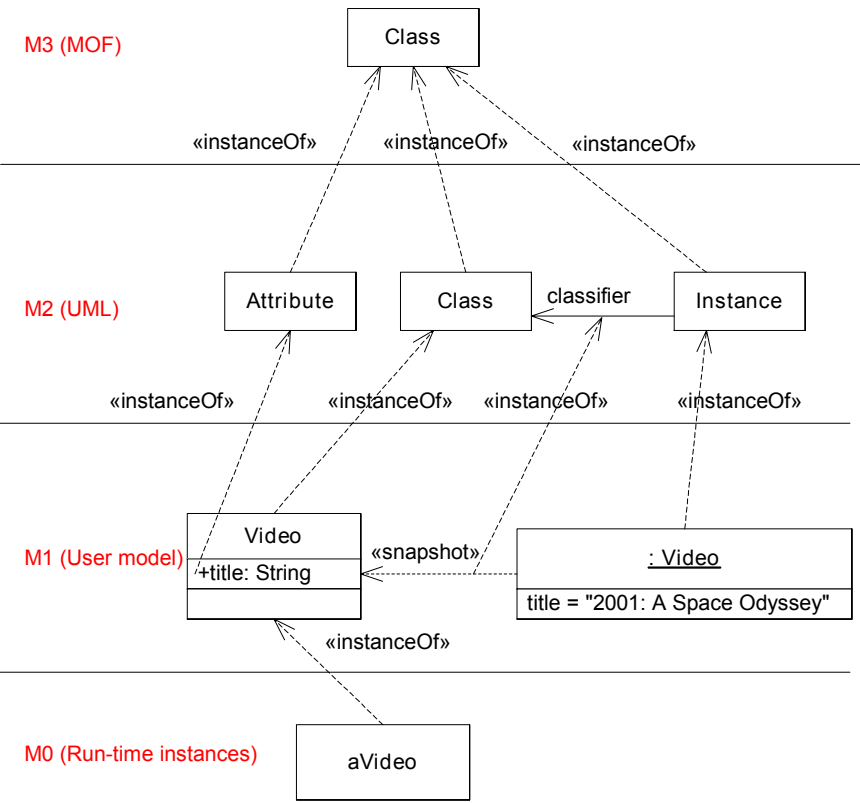 M3 (MOF)
Class
«instanceOf»
«instanceOf»
«instanceOf»
M2 (UML)
Attribute
Class
classifier
Instance
«instanceOf»
«instanceOf»
«instanceOf»
«instanceOf»
M1 (User model)
Video
+title: String
«snapshot»
: Video
title = "2001: A Space Odyssey"
«instanceOf»
M0 (Run-time instances)
aVideo